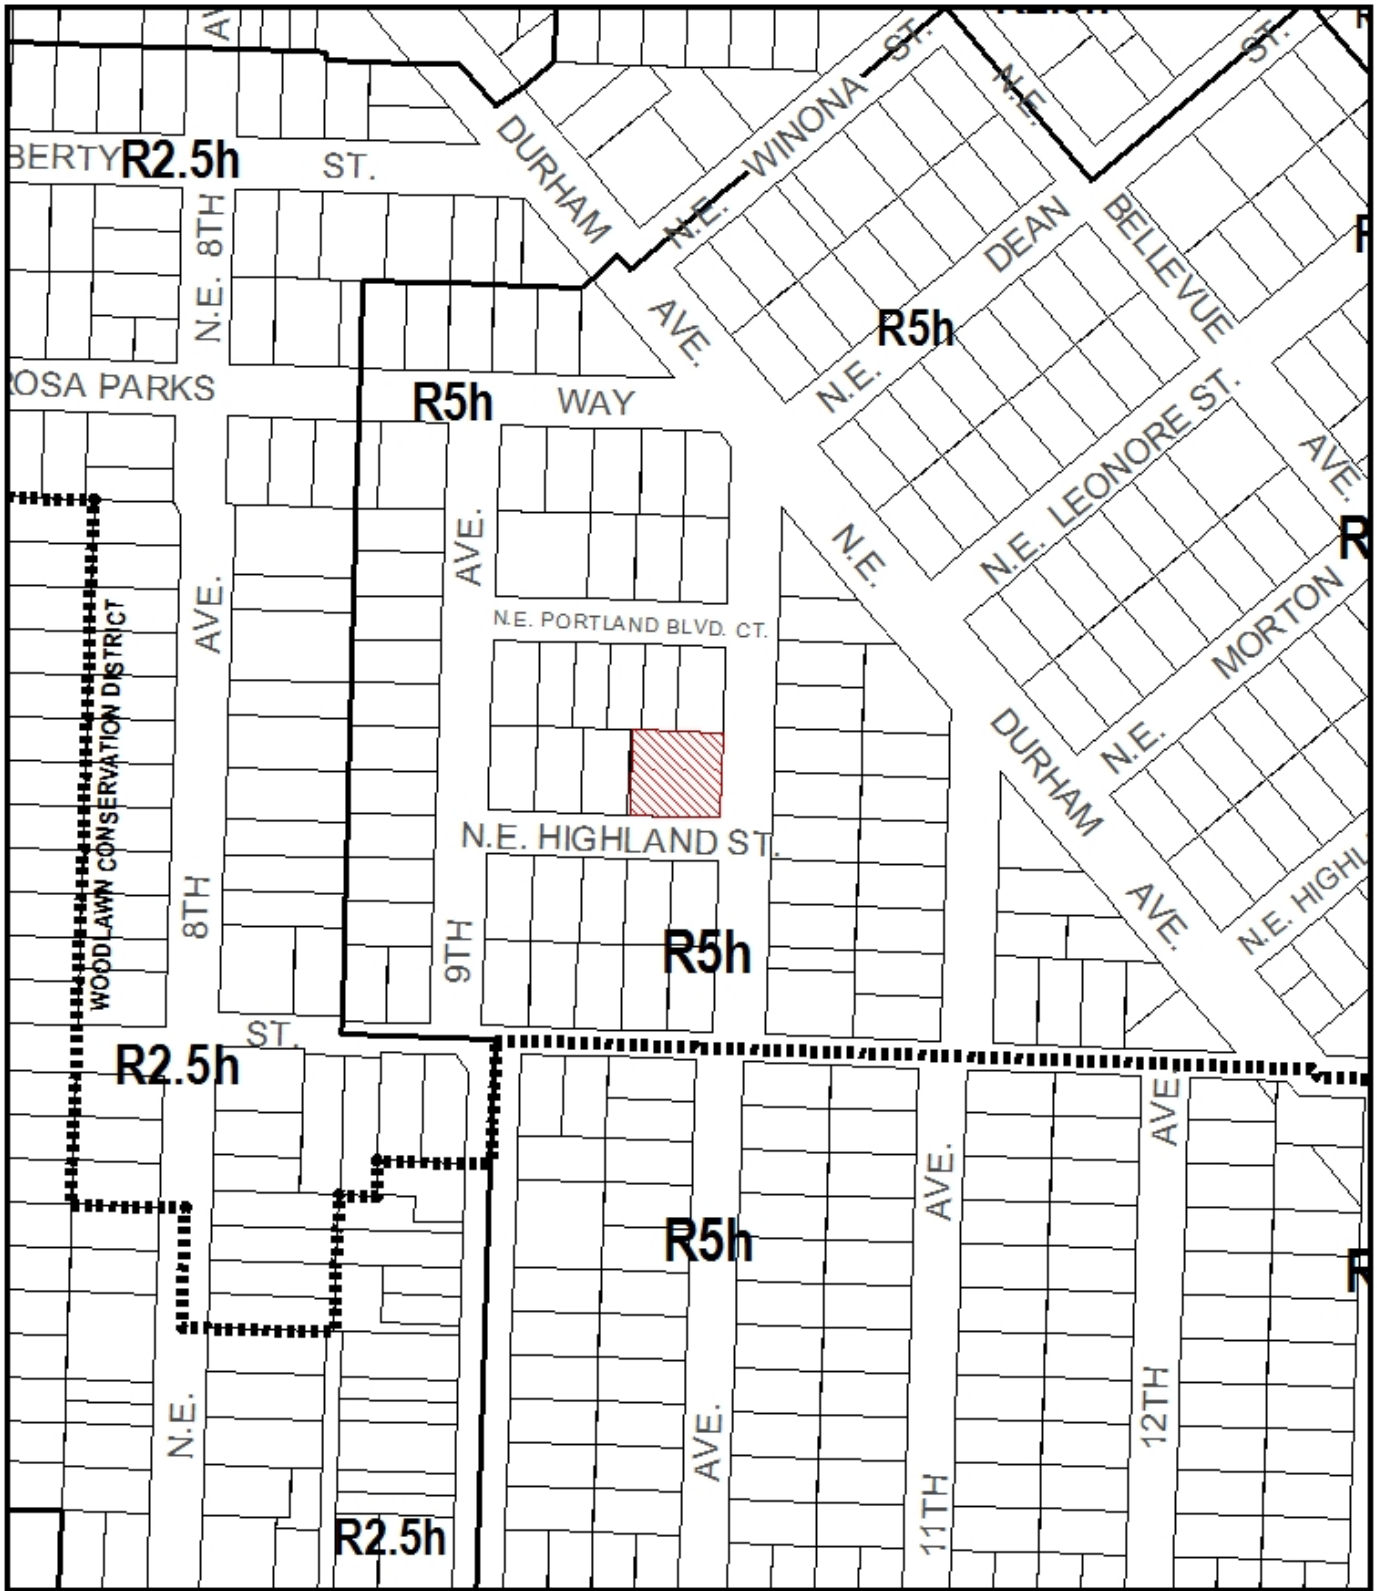 AV
ST.
ST.
N.E.
WINONA
DURHAM
BERTY
R2.5h
ST.
N.E.
N.E. 8TH
DEAN
BELLEVUE
AVE.
R5h
N.E.
ROSA PARKS
R5h
WAY
N.E. LEONORE ST.
AVE.
AVE.
N.E.
R
AVE.
N.E. PORTLAND BLVD. CT.
MORTON
N.E.
WOODLAWN CONSERVATION DISTRICT
DURHAM
N.E. HIGHLAND ST.
N.E. HIGHL
8TH
9TH
AVE.
R5h
ST.
R2.5h
AVE
AVE.
R5h
R
N.E.
AVE.
12TH
11TH
R2.5h